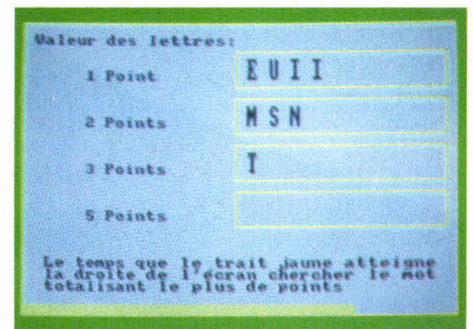 Valeur des lettres:
1 Point E U I I
2 Points M S N
3 Points T
5 Points
Le temps que le trait jaune atteigne
la droite de l'écran chercher le mot
totalisant le plus de points